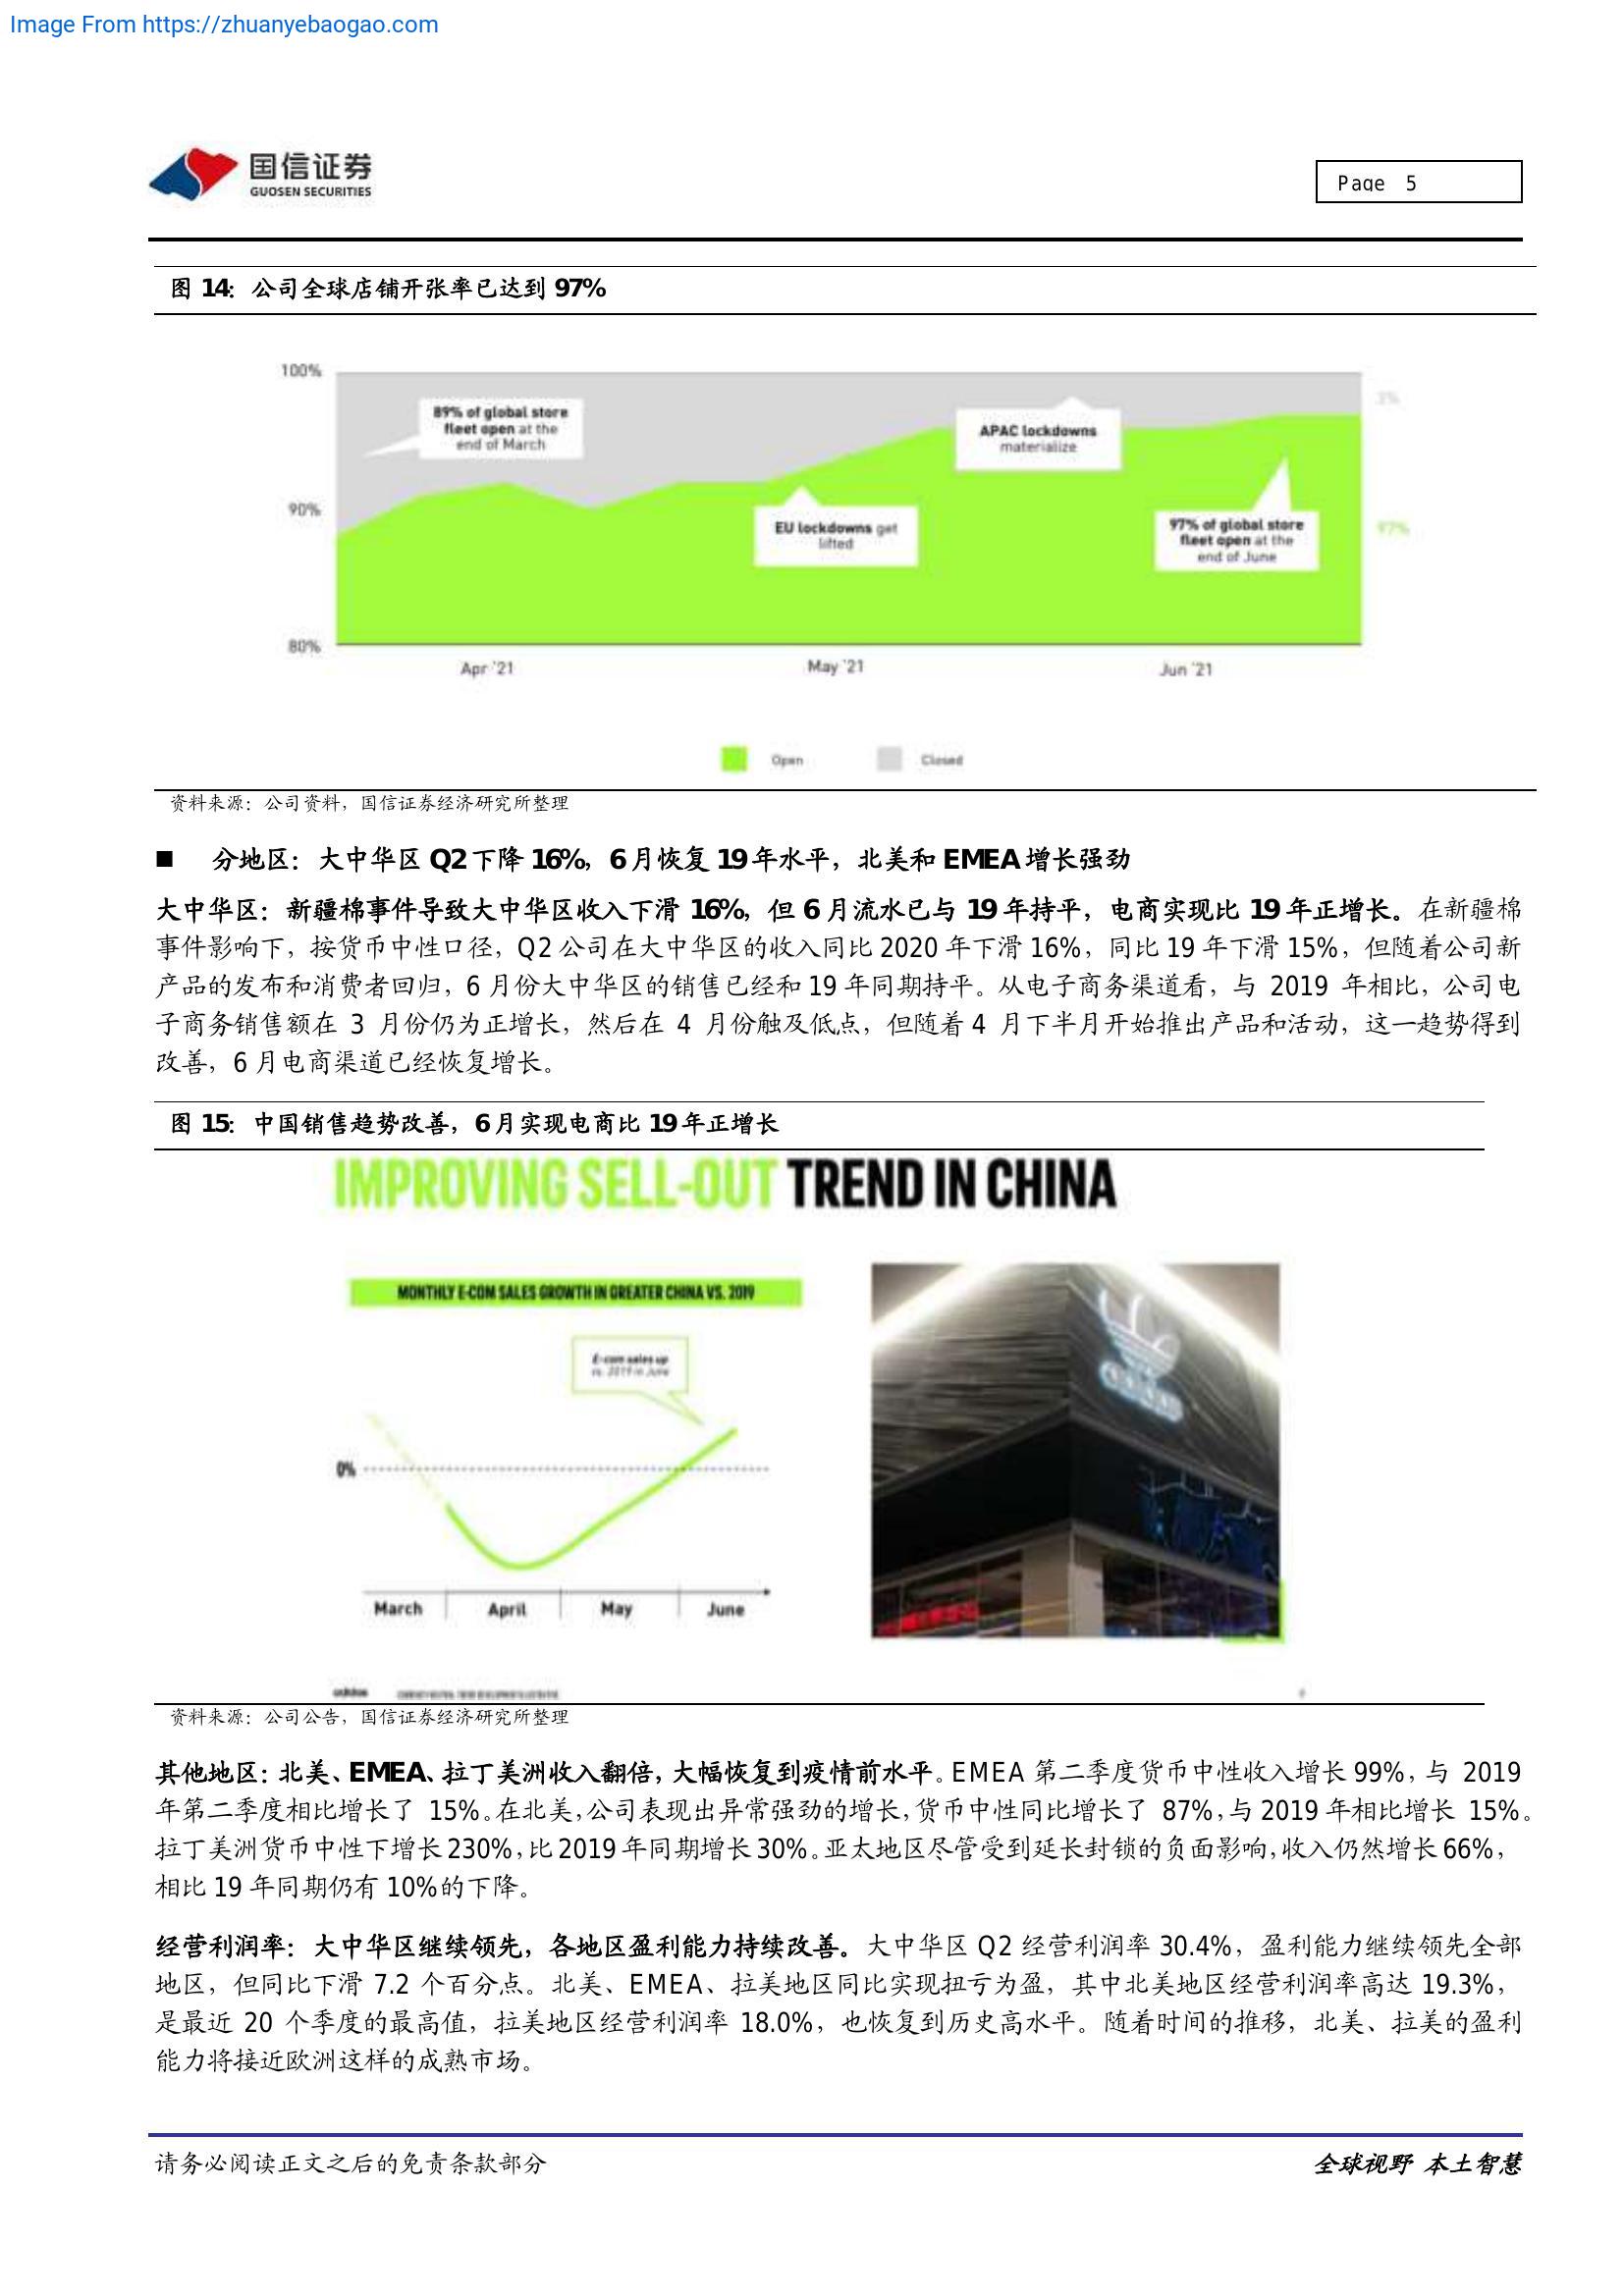 Image From https://zhuanyebaogao.com
国信证券
GUOSEN SECURITIES
Page 5
图 14：公司全球店铺开张率已达到 97%
100%
89% of global store
fleet open at the
end of March
APAC lockdowns
materialize
3%
90%
EU lockdowns get
lifted
97% of global store
fleet open at the
end of June
97%
80%
Apr '21
May '21
Jun '21
Open
Closed
资料来源：公司资料，国信证券经济研究所整理
■ 分地区：大中华区 Q2 下降 16%，6 月恢复 19 年水平，北美和 EMEA 增长强劲
大中华区：新疆棉事件导致大中华区收入下滑 16%，但 6 月流水已与 19 年持平，电商实现比 19 年正增长。在新疆棉
事件影响下，按货币中性口径，Q2 公司在大中华区的收入同比 2020 年下滑 16%，同比 19 年下滑 15%，但随着公司新
产品的发布和消费者回归，6 月份大中华区的销售已经和 19 年同期持平。从电子商务渠道看，与 2019 年相比，公司电
子商务销售额在 3 月份仍为正增长，然后在 4 月份触及低点，但随着 4 月下半月开始推出产品和活动，这一趋势得到
改善，6 月电商渠道已经恢复增长。
图 15：中国销售趋势改善，6 月实现电商比 19 年正增长
IMPROVING SELL-OUT TREND IN CHINA
MONTHLY E-COM SALES GROWTH IN GREATER CHINA VS. 2019
E-com sales up
vs. 2019 in June
0%
March
April
May
June
adidas
资料来源：公司公告，国信证券经济研究所整理
其他地区：北美、EMEA、拉丁美洲收入翻倍，大幅恢复到疫情前水平。EMEA 第二季度货币中性收入增长 99%，与 2019
年第二季度相比增长了 15%。在北美，公司表现出异常强劲的增长，货币中性同比增长了 87%，与 2019 年相比增长 15%。
拉丁美洲货币中性下增长 230%，比 2019 年同期增长 30%。亚太地区尽管受到延长封锁的负面影响，收入仍然增长 66%，
相比 19 年同期仍有 10%的下降。
经营利润率：大中华区继续领先，各地区盈利能力持续改善。大中华区 Q2 经营利润率 30.4%，盈利能力继续领先全部
地区，但同比下滑 7.2 个百分点。北美、EMEA、拉美地区同比实现扭亏为盈，其中北美地区经营利润率高达 19.3%，
是最近 20 个季度的最高值，拉美地区经营利润率 18.0%，也恢复到历史高水平。随着时间的推移，北美、拉美的盈利
能力将接近欧洲这样的成熟市场。
请务必阅读正文之后的免责条款部分
全球视野 本土智慧